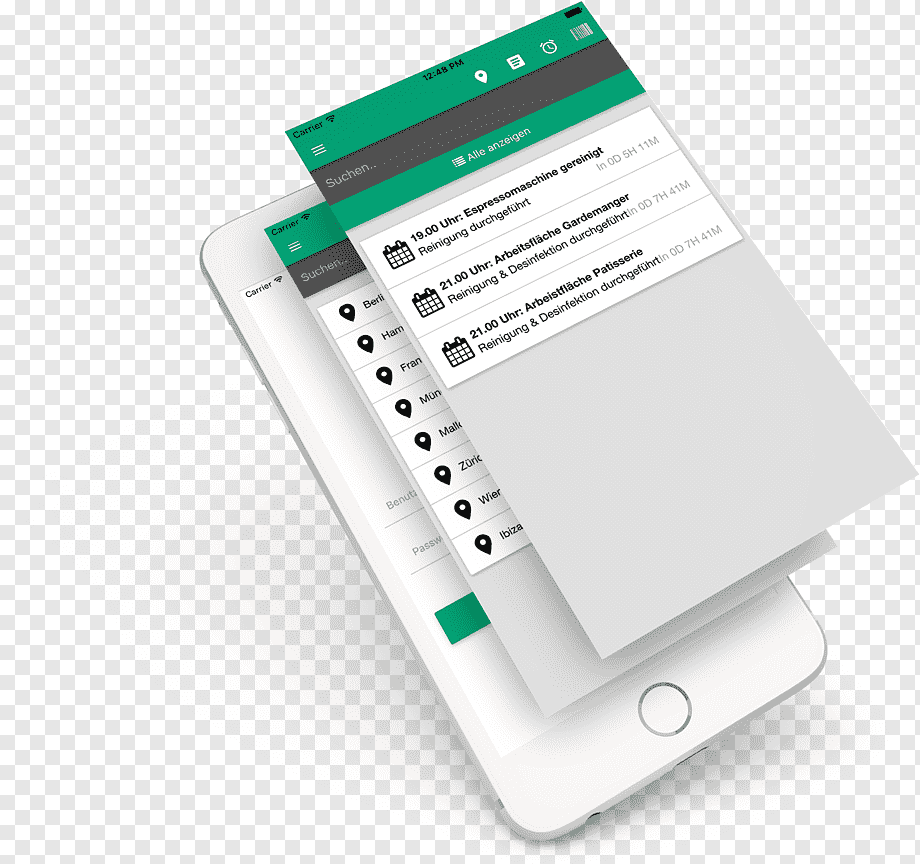 Carrier
12:48 PM
Suchen..
Alle anzeigen
19.00 Uhr: Espressomaschine gereinigt
In 0D 5H 11M
Reinigung durchgeführt
21.00 Uhr: Arbeitsfläche Gardemanger
In 0D 7H 41M
Reinigung & Desinfektion durchgeführt
21.00 Uhr: Arbeistfläche Patisserie
In 0D 7H 41M
Reinigung & Desinfektion durchgeführt
Carrier
Suchen..
Berli
Ham
Fran
Mün
Malle
Züric
Wien
Ibiza
Carrier
Benutz
Passw